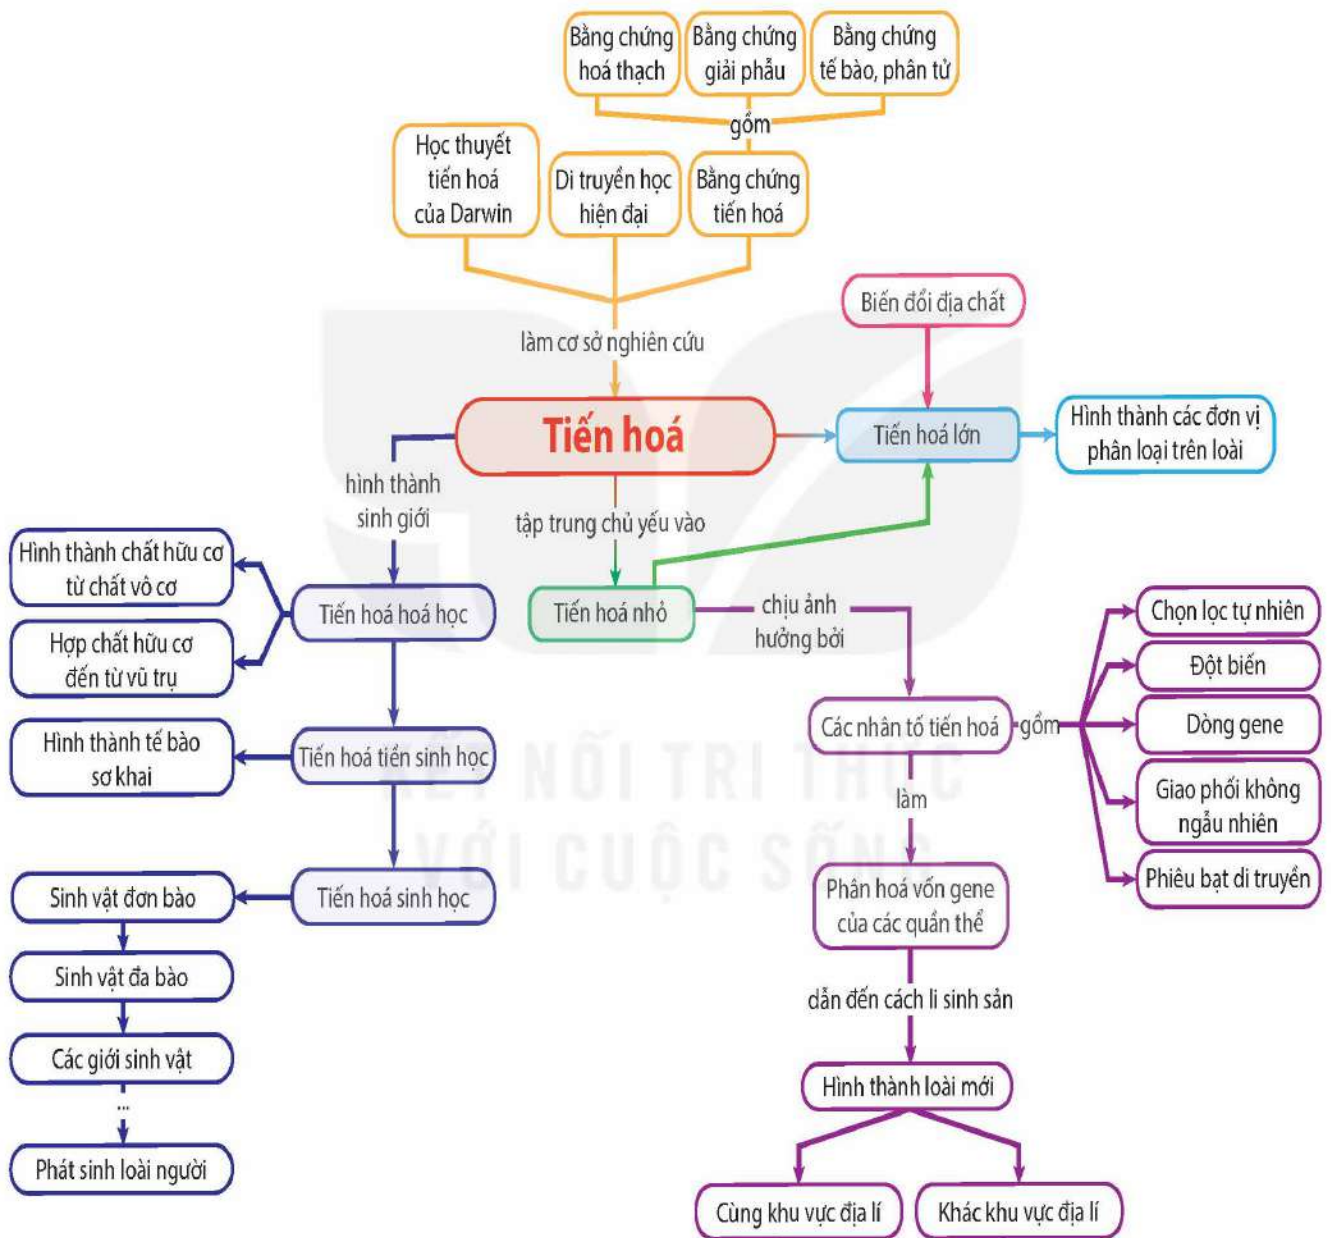 Bằng chứng
hoá thạch
Bằng chứng
giải phẫu
Bằng chứng
tế bào, phân tử
gồm
Học thuyết
tiến hoá
của Darwin
Di truyền học
hiện đại
Bằng chứng
tiến hoá
làm cơ sở nghiên cứu
Biến đổi địa chất
Tiến hoá
Tiến hoá lớn
Hình thành các đơn vị
phân loại trên loài
hình thành
sinh giới
tập trung chủ yếu vào
Hình thành chất hữu cơ
từ chất vô cơ
Hợp chất hữu cơ
đến từ vũ trụ
Tiến hoá hoá học
Hình thành tế bào
sơ khai
Tiến hoá tiền sinh học
Tiến hoá sinh học
Sinh vật đơn bào
Sinh vật đa bào
Các giới sinh vật
...
Phát sinh loài người
Tiến hoá nhỏ
chịu ảnh
hưởng bởi
Các nhân tố tiến hoá
gồm
Chọn lọc tự nhiên
Đột biến
Dòng gene
Giao phối không
ngẫu nhiên
Phiêu bạt di truyền
làm
Phân hoá vốn gene
của các quần thể
dẫn đến cách li sinh sản
Hình thành loài mới
Cùng khu vực địa lí
Khác khu vực địa lí
KẾT NỐI TRI THỨC
VỚI CUỘC SỐNG